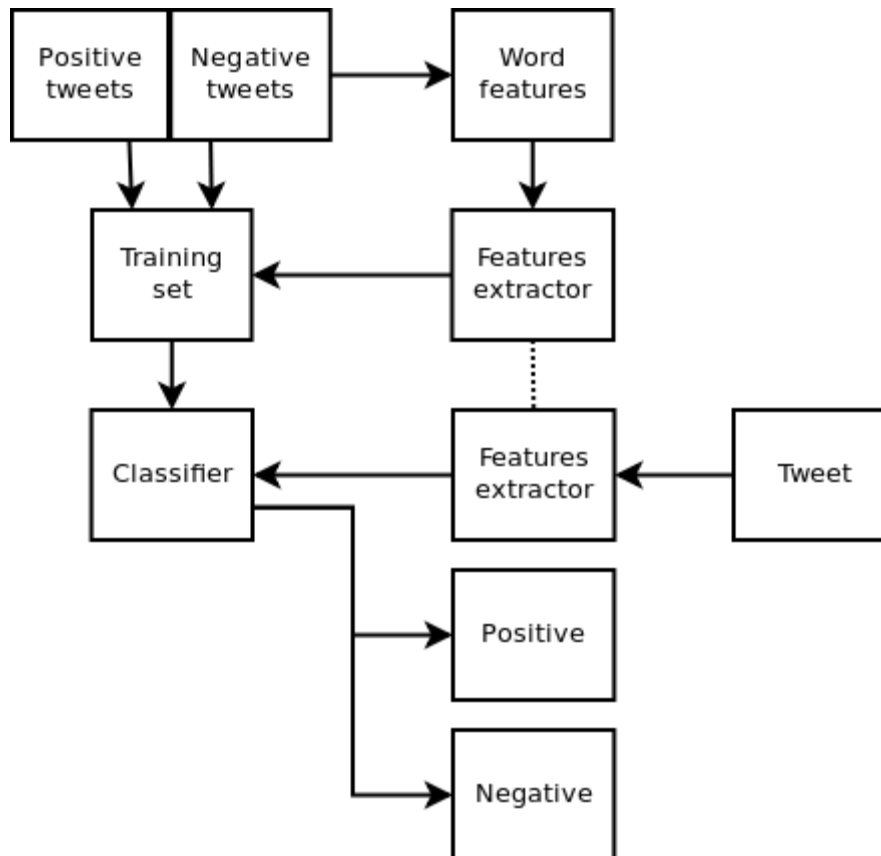 Positive
tweets
Negative
tweets
Word
features
Training
set
Features
extractor
Classifier
Features
extractor
Tweet
Positive
Negative